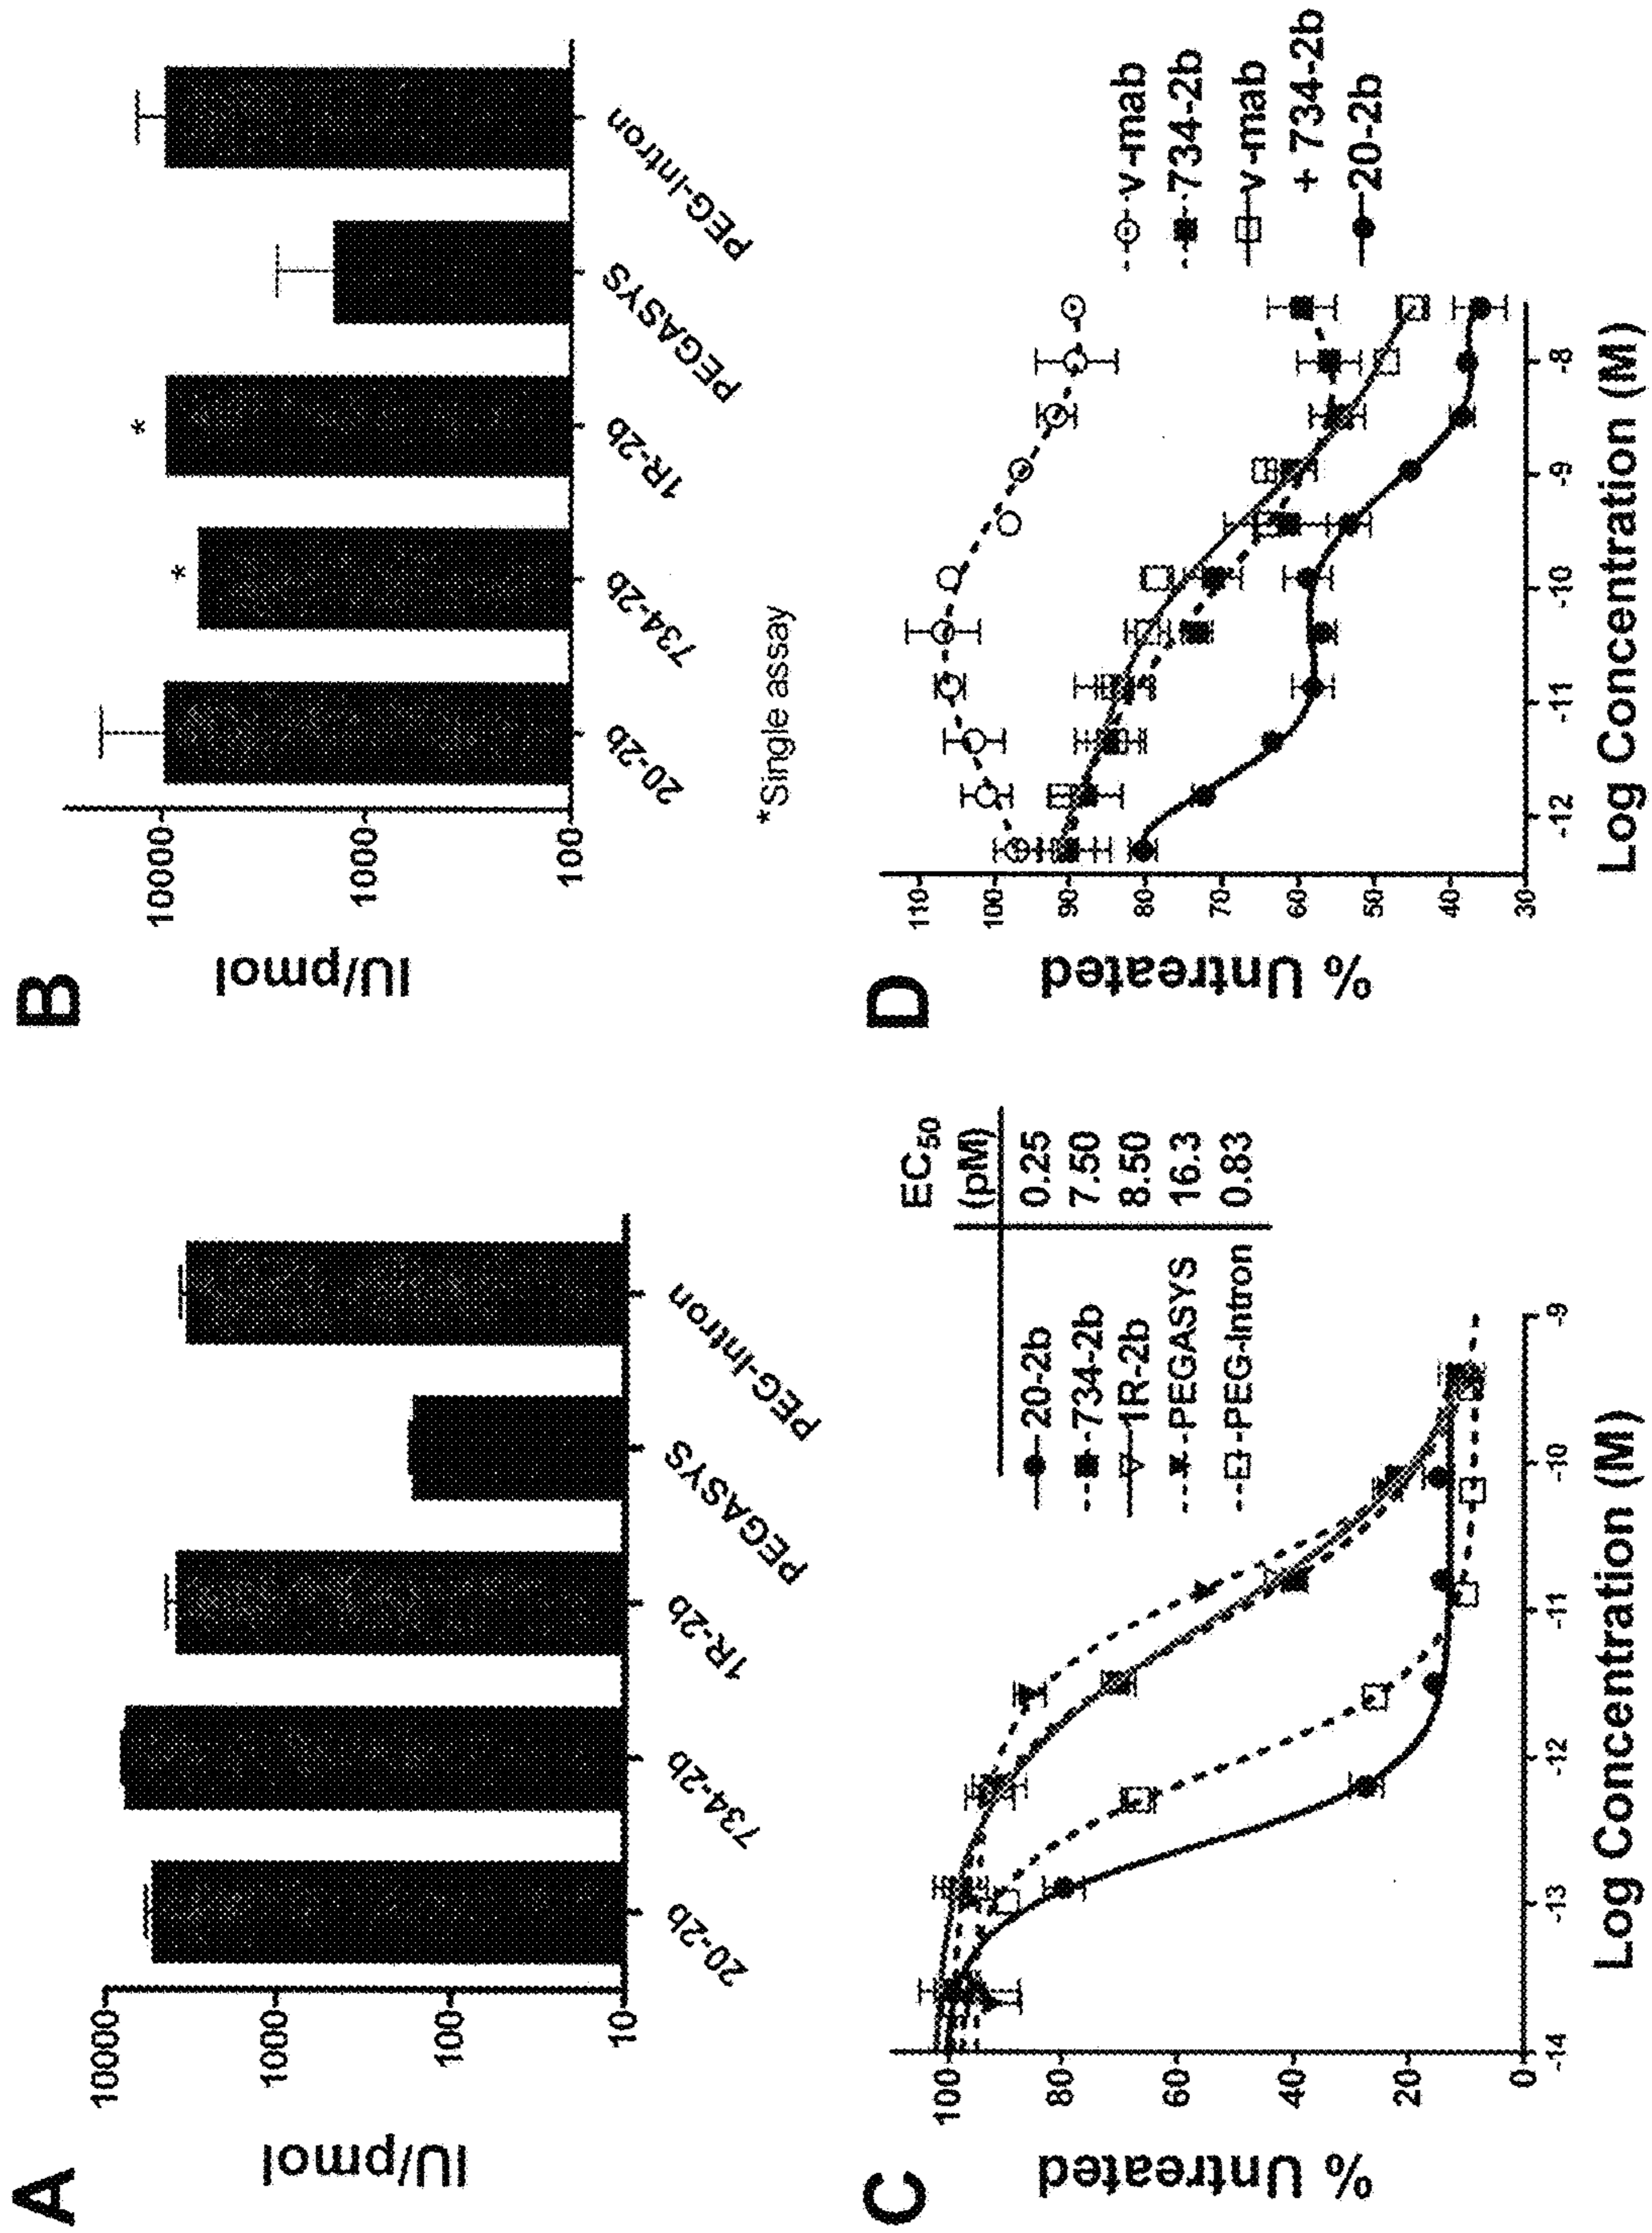 A
IU/pmol
10000
1000
100
10
20-2b
734-2b
1R-2b
PEGASYS
PEG-Intron
B
IU/pmol
10000
1000
100
*
*
20-2b
734-2b
1R-2b
PEGASYS
PEG-Intron
*Single assay
C
% Untreated
100
80
60
40
20
0
-14
-13
-12
-11
-10
-9
Log Concentration (M)
EC50
(pM)
20-2b 0.25
734-2b 7.50
1R-2b 8.50
PEGASYS 16.3
PEG-Intron 0.83
D
% Untreated
110
100
90
80
70
60
50
40
30
-12
-11
-10
-9
-8
Log Concentration (M)
v-mab
734-2b
v-mab
+ 734-2b
20-2b